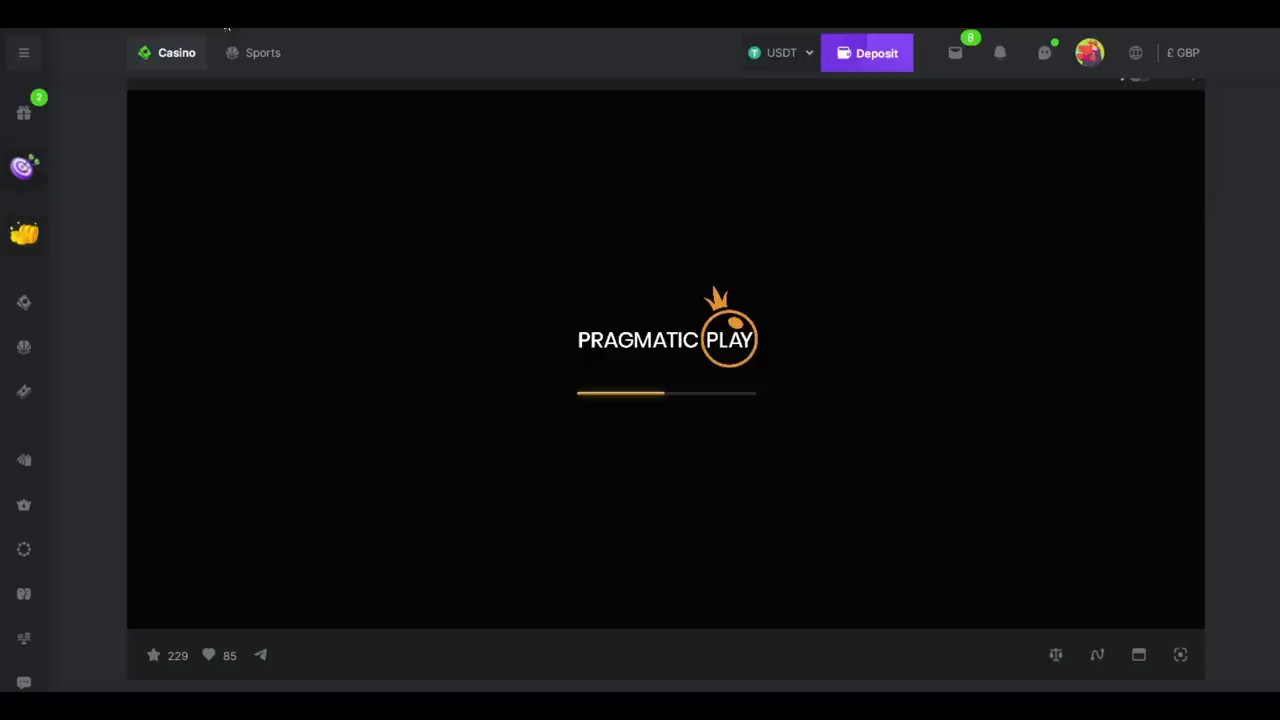 Casino
Sports
USDT
Deposit
8
£ GBP
2
PRAGMATIC PLAY
229
85